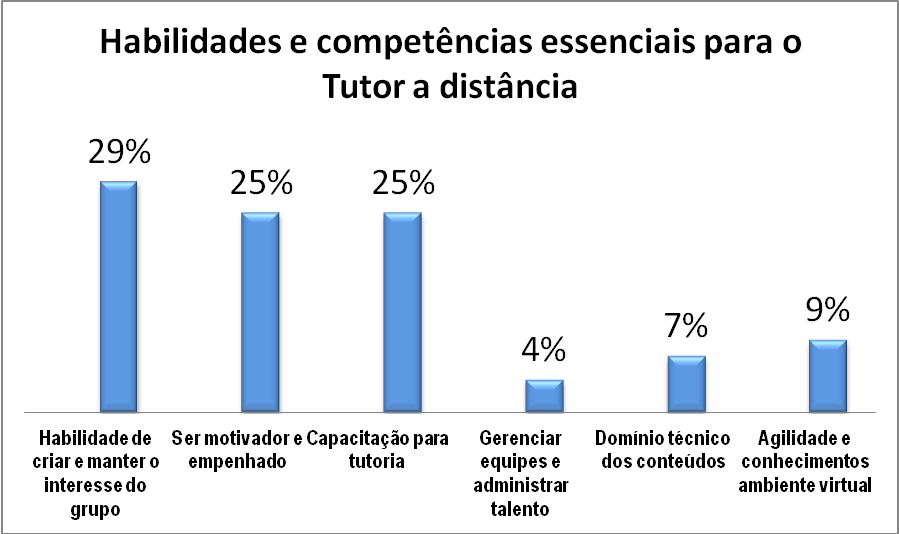 Habilidades e competências essenciais para o
Tutor a distância
29%
25%
25%
4%
7%
9%
Habilidade de
criar e manter o
interesse do
grupo
Ser motivador e
empenhado
Capacitação para
tutoria
Gerenciar
equipes e
administrar
talento
Domínio técnico
dos conteúdos
Agilidade e
conhecimentos
ambiente virtual